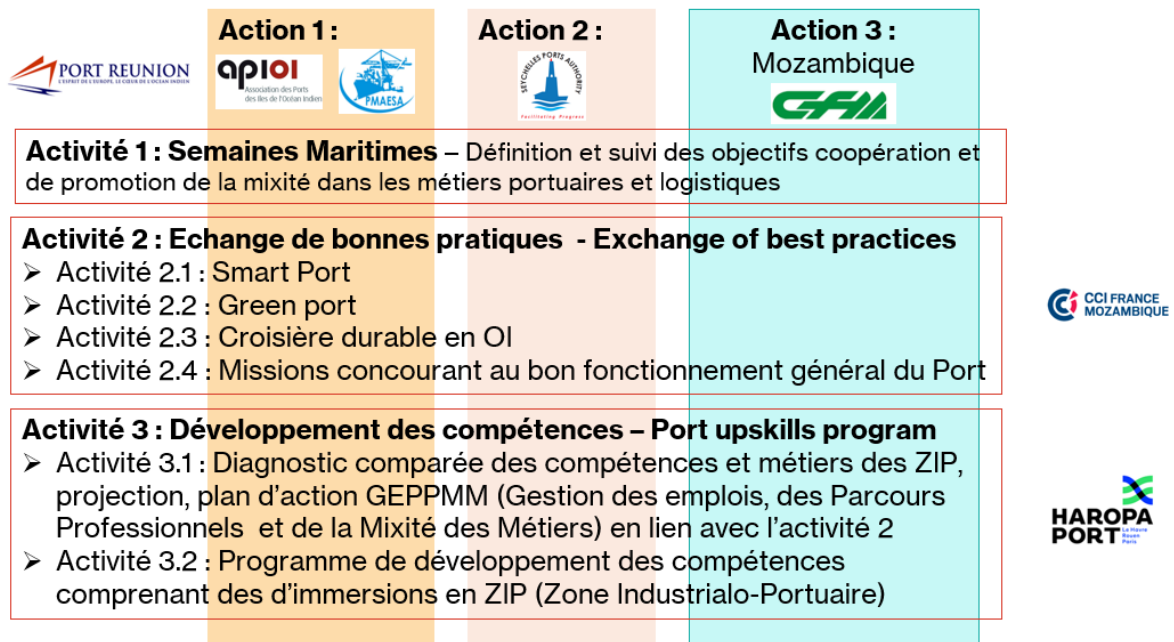 Action 1 :
Action 2 :
Action 3 :
Mozambique
PORT REUNION
L'ESPRIT DE L'EUROPE, LE CŒUR DE L'OCEAN INDIEN
apioi
Association des Ports
des Iles de l'Océan Indien
PMAESA
SEYCHELLES PORTS AUTHORITY
Facilitating Progress
CFM
Activité 1 : Semaines Maritimes – Définition et suivi des objectifs coopération et
de promotion de la mixité dans les métiers portuaires et logistiques
Activité 2 : Echange de bonnes pratiques - Exchange of best practices
➢ Activité 2.1 : Smart Port
➢ Activité 2.2 : Green port
➢ Activité 2.3 : Croisière durable en OI
➢ Activité 2.4 : Missions concourant au bon fonctionnement général du Port
CCI FRANCE
MOZAMBIQUE
Activité 3 : Développement des compétences – Port upskills program
➢ Activité 3.1 : Diagnostic comparée des compétences et métiers des ZIP,
projection, plan d'action GEPPMM (Gestion des emplois, des Parcours
Professionnels et de la Mixité des Métiers) en lien avec l'activité 2
➢ Activité 3.2 : Programme de développement des compétences
comprenant des d'immersions en ZIP (Zone Industrialo-Portuaire)
HAROPA
PORT
Le Havre
Rouen
Paris